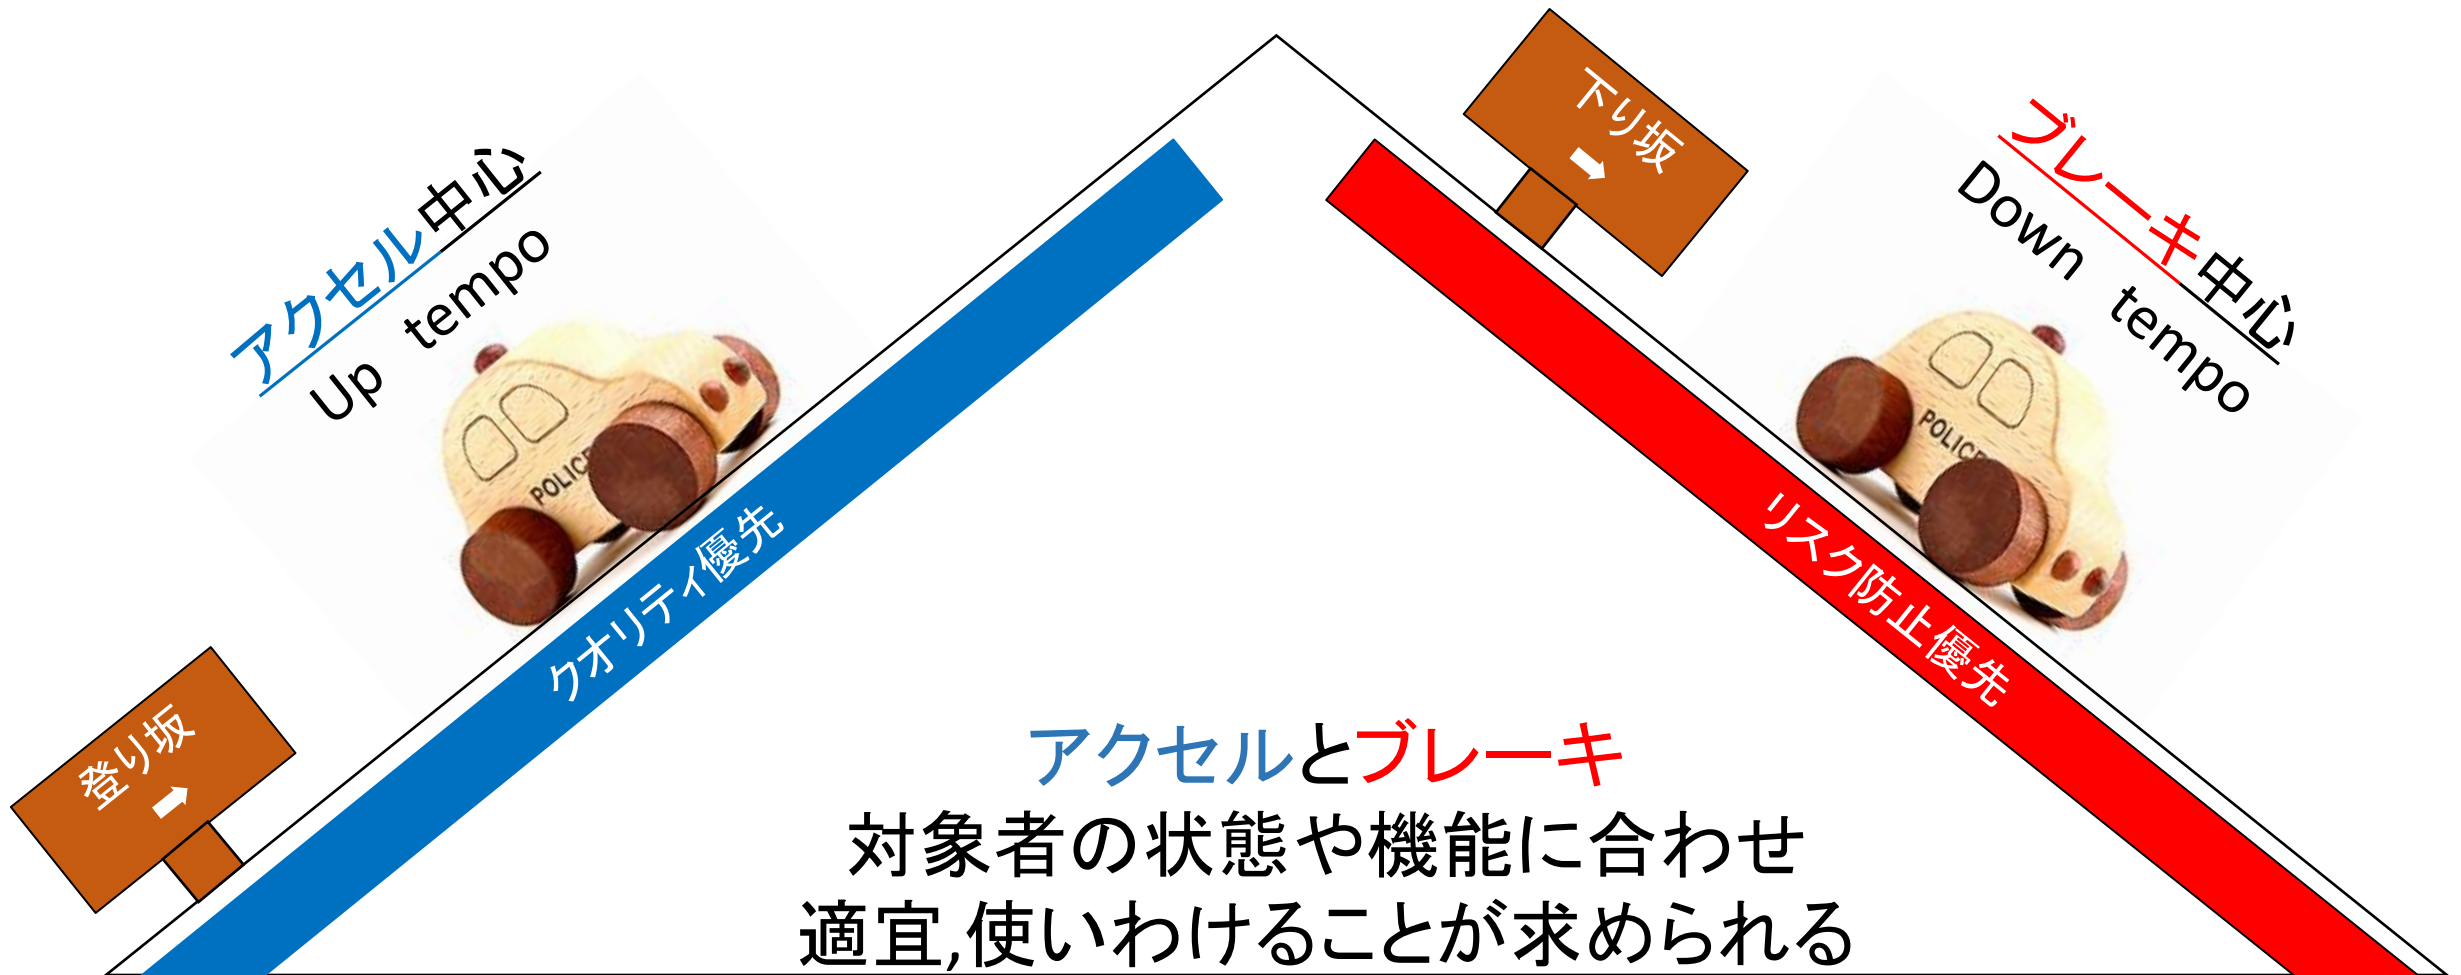 アクセル中心
Up tempo
POLICE
クオリティ優先
登り坂
下り坂
ブレーキ中心
Down tempo
POLICE
リスク防止優先
アクセルとブレーキ
対象者の状態や機能に合わせ
適宜,使いわけることが求められる